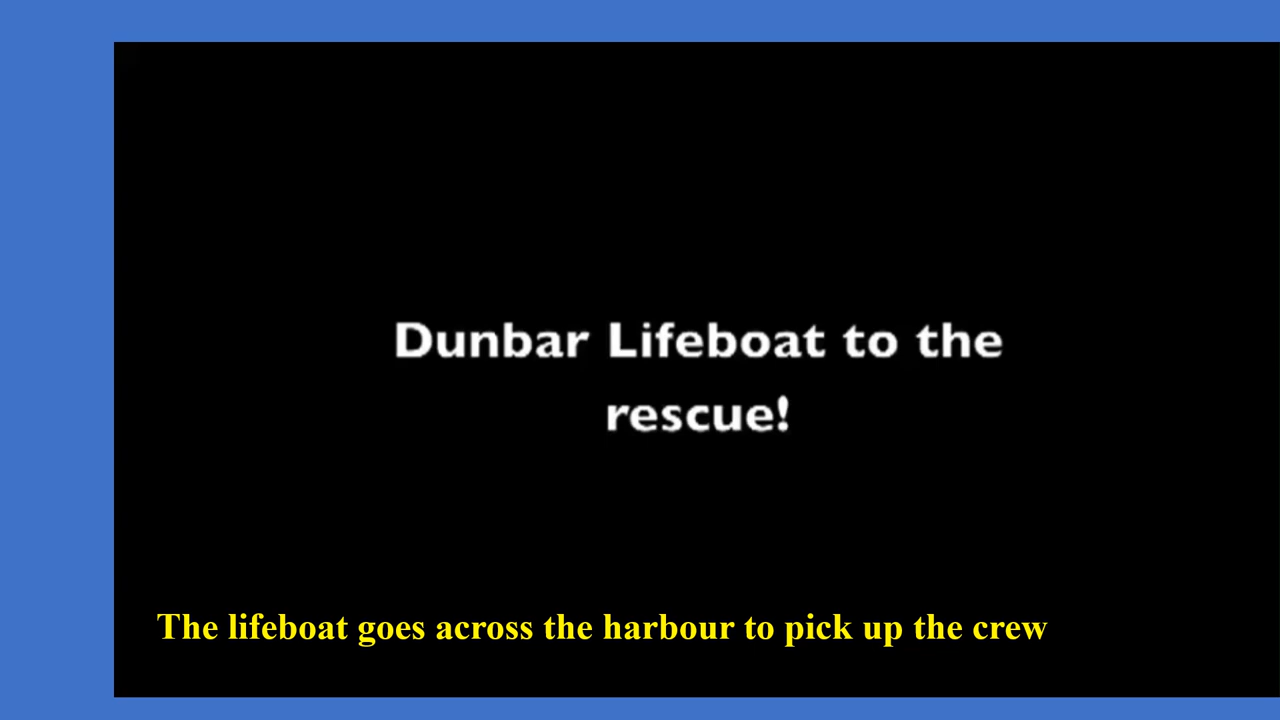 Dunbar Lifeboat to the
rescue!
The lifeboat goes across the harbour to pick up the crew